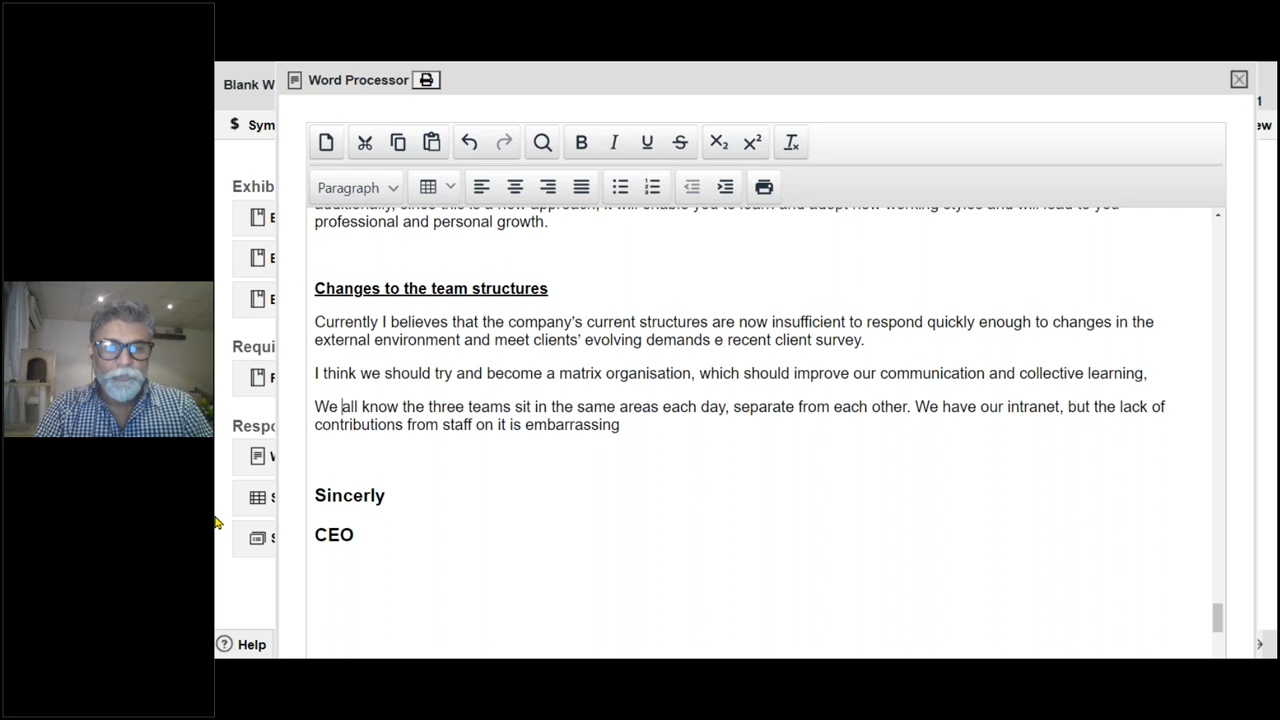 Blank W
Word Processor
1
$ Sym
ew
B I U S X₂ X² Tx
Paragraph
Exhib
E
E
E
professional and personal growth.
Changes to the team structures
Currently I believes that the company's current structures are now insufficient to respond quickly enough to changes in the
external environment and meet clients' evolving demands e recent client survey.
I think we should try and become a matrix organisation, which should improve our communication and collective learning,
Requi
F
We all know the three teams sit in the same areas each day, separate from each other. We have our intranet, but the lack of
contributions from staff on it is embarrassing
Respo
W
S
S
Sincerly
CEO
Help